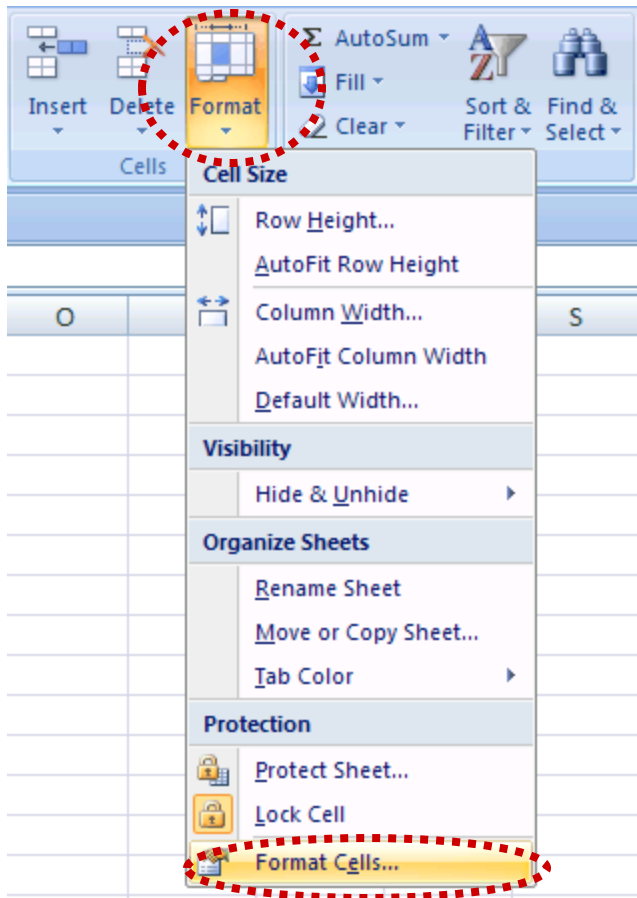 Σ AutoSum
Fill
Clear
Insert Delete Format
Sort & Filter
Find & Select
Cells
Cell Size
Row Height...
AutoFit Row Height
Column Width...
AutoFit Column Width
Default Width...
O
S
Visibility
Hide & Unhide
Organize Sheets
Rename Sheet
Move or Copy Sheet...
Tab Color
Protection
Protect Sheet...
Lock Cell
Format Cells...